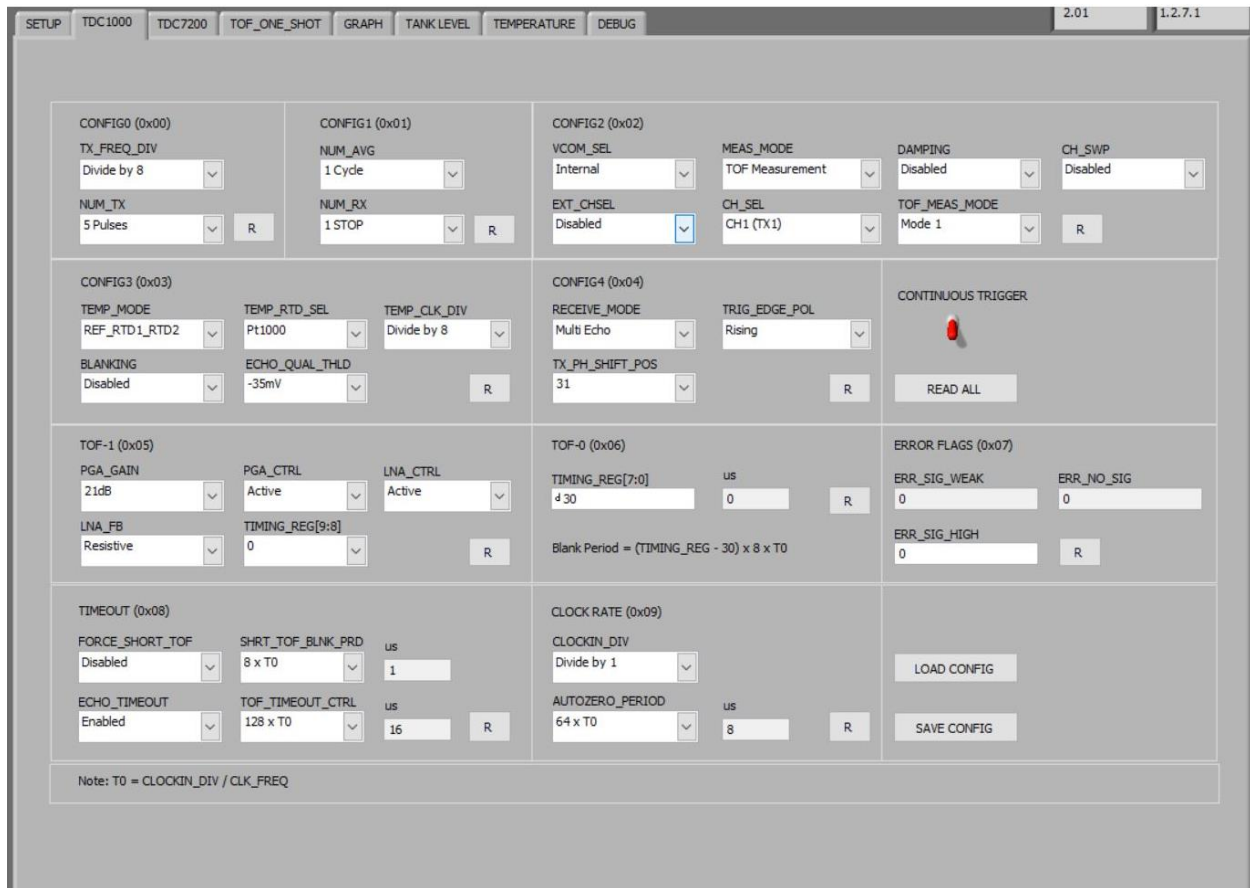 2.01 1.2.7.1
SETUP TDC1000 TDC7200 TOF_ONE_SHOT GRAPH TANK LEVEL TEMPERATURE DEBUG
CONFIG0 (0x00)
TX_FREQ_DIV
Divide by 8
NUM_TX
5 Pulses R
CONFIG1 (0x01)
NUM_AVG
1 Cycle
NUM_RX
1 STOP R
CONFIG2 (0x02)
VCOM_SEL MEAS_MODE DAMPING CH_SWP
Internal TOF Measurement Disabled Disabled
EXT_CHSEL CH_SEL TOF_MEAS_MODE
Disabled CH1 (TX1) Mode 1 R
CONFIG3 (0x03)
TEMP_MODE TEMP_RTD_SEL TEMP_CLK_DIV
REF_RTD1_RTD2 Pt1000 Divide by 8
BLANKING ECHO_QUAL_THLD
Disabled -35mV R
CONFIG4 (0x04)
RECEIVE_MODE TRIG_EDGE_POL
Multi Echo Rising
TX_PH_SHIFT_POS
31 R
CONTINUOUS TRIGGER
READ ALL
TOF-1 (0x05)
PGA_GAIN PGA_CTRL LNA_CTRL
21dB Active Active
LNA_FB TIMING_REG[9:8]
Resistive 0 R
TOF-0 (0x06)
TIMING_REG[7:0] us
d 30 0 R
Blank Period = (TIMING_REG - 30) x 8 x T0
ERROR FLAGS (0x07)
ERR_SIG_WEAK ERR_NO_SIG
0 0
ERR_SIG_HIGH
0 R
TIMEOUT (0x08)
FORCE_SHORT_TOF SHRT_TOF_BLNK_PRD us
Disabled 8 x T0 1
ECHO_TIMEOUT TOF_TIMEOUT_CTRL us
Enabled 128 x T0 16 R
CLOCK RATE (0x09)
CLOCKIN_DIV
Divide by 1
AUTOZERO_PERIOD us
64 x T0 8 R
LOAD CONFIG
SAVE CONFIG
Note: T0 = CLOCKIN_DIV / CLK_FREQ